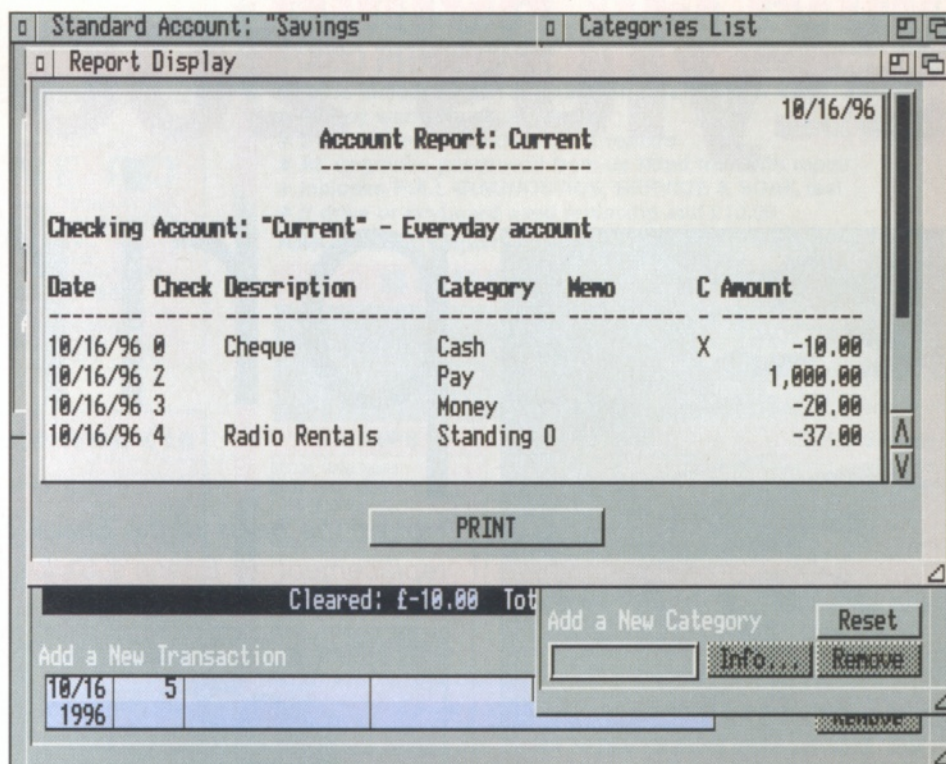 Standard Account: "Savings"
Categories List
Report Display
10/16/96
Account Report: Current
-----------------------
Checking Account: "Current" - Everyday account
Date Check Description Category Memo C Amount
-------- ----- ----------------- ---------- ---------- - ------------
10/16/96 0 Cheque Cash X -10.00
10/16/96 2 Pay 1,000.00
10/16/96 3 Money -20.00
10/16/96 4 Radio Rentals Standing O -37.00
PRINT
Cleared: £-10.00 Tot
Add a New Category Reset
Info... Remove
Add a New Transaction
10/16 5
1996
Remove